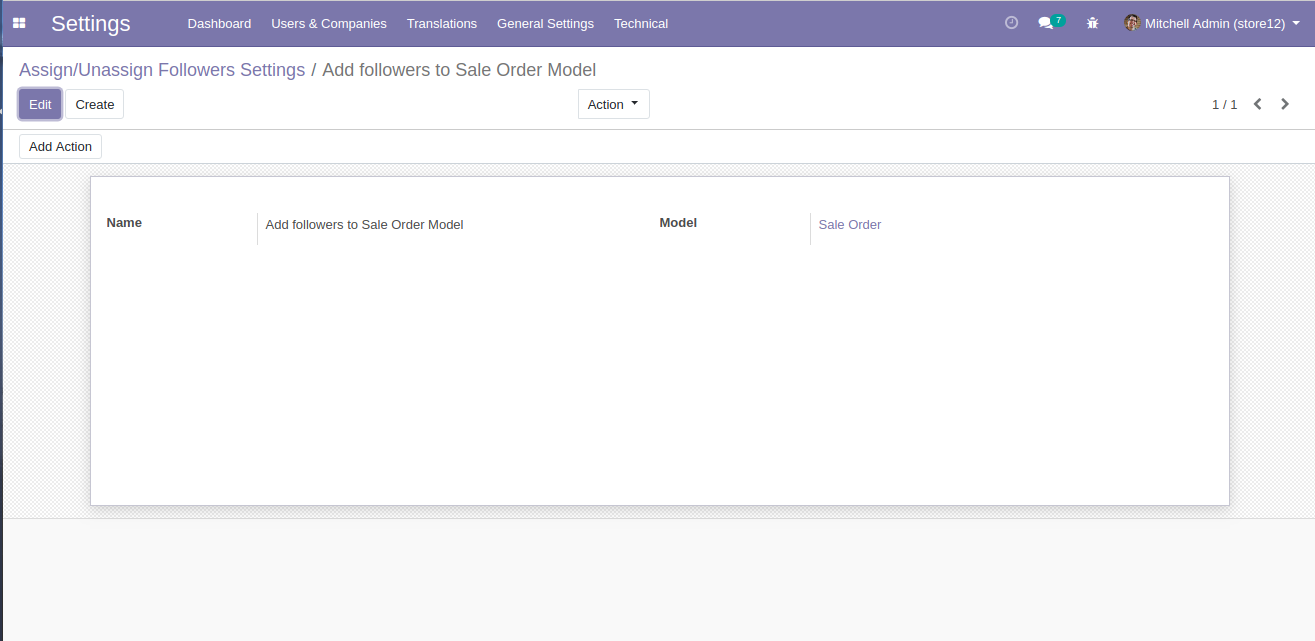 Settings Dashboard Users & Companies Translations General Settings Technical 7 Mitchell Admin (store12)
Assign/Unassign Followers Settings / Add followers to Sale Order Model
Edit Create Action 1 / 1
Add Action
Name Add followers to Sale Order Model Model Sale Order